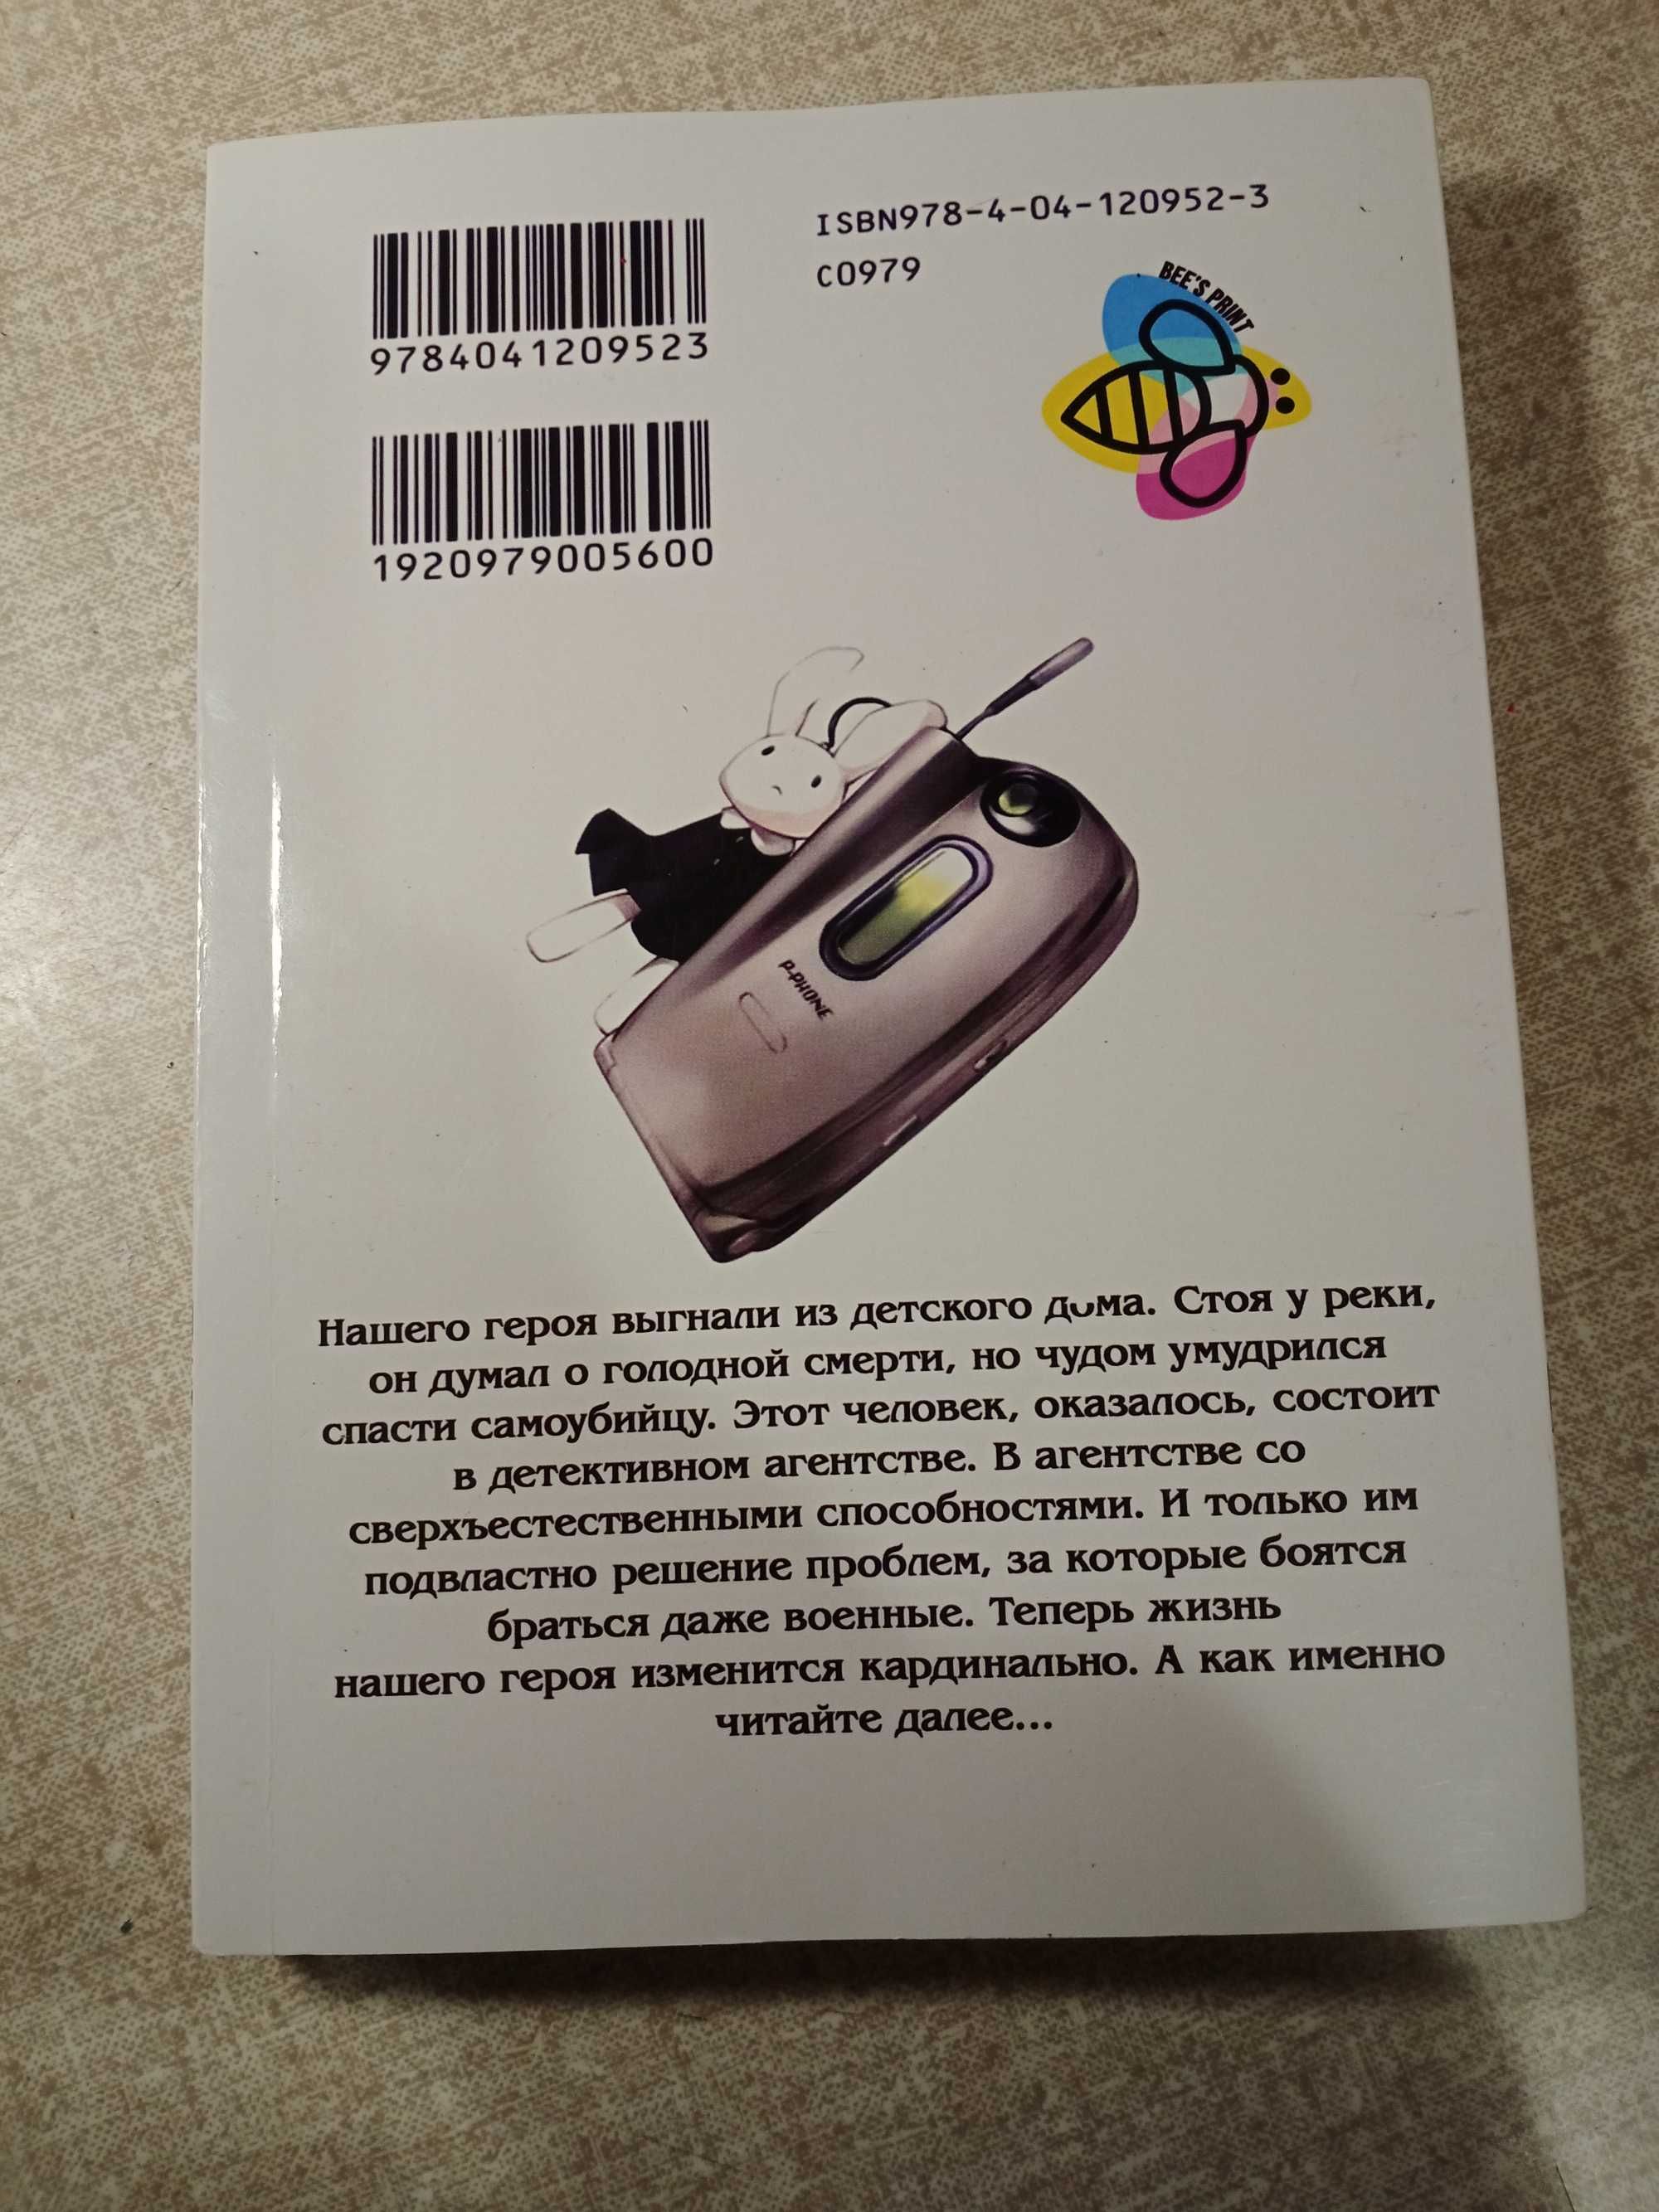 ISBN978-4-04-120952-3
C0979
BEE'S PRINT
9784041209523
1920979005600
P-PHONE
Нашего героя выгнали из детского дома. Стоя у реки,
он думал о голодной смерти, но чудом умудрился
спасти самоубийцу. Этот человек, оказалось, состоит
в детективном агентстве. В агентстве со
сверхъестественными способностями. И только им
подвластно решение проблем, за которые боятся
браться даже военные. Теперь жизнь
нашего героя изменится кардинально. А как именно
читайте далее...